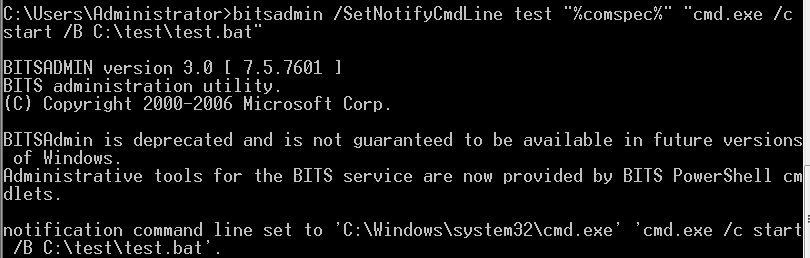 C:\Users\Administrator>bitsadmin /SetNotifyCmdLine test "%comspec%" "cmd.exe /c
start /B C:\test\test.bat"
BITSADMIN version 3.0 [ 7.5.7601 ]
BITS administration utility.
(C) Copyright 2000-2006 Microsoft Corp.
BITSAdmin is deprecated and is not guaranteed to be available in future versions
 of Windows.
Administrative tools for the BITS service are now provided by BITS PowerShell cm
dlets.
notification command line set to 'C:\Windows\system32\cmd.exe' 'cmd.exe /c start
 /B C:\test\test.bat'.